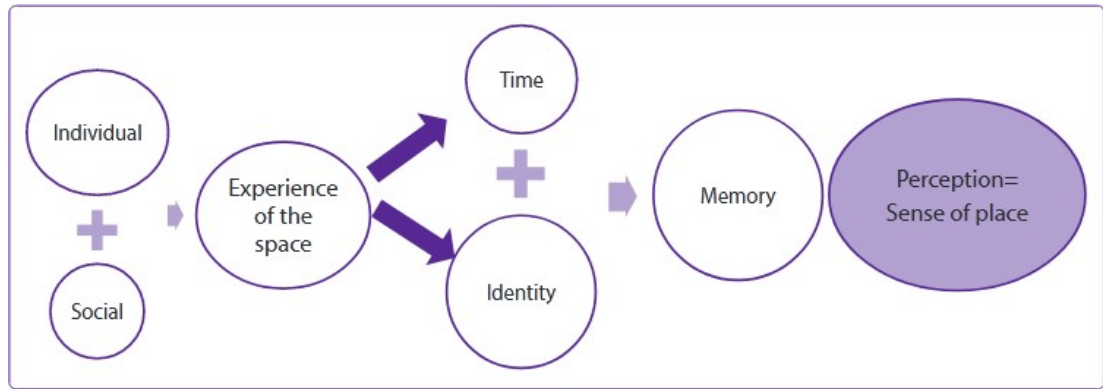 Individual
Social
Experience
of the
space
Time
Identity
Memory
Perception=
Sense of place